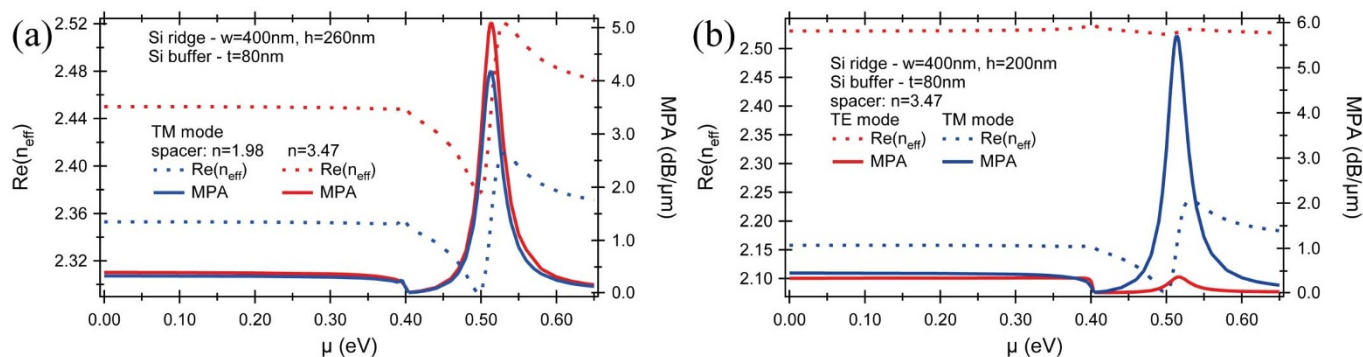 (a)
Si ridge - w=400nm, h=260nm
Si buffer - t=80nm
TM mode
spacer: n=1.98 n=3.47
Re(neff) Re(neff)
MPA MPA
Re(neff)
2.52
2.48
2.44
2.40
2.36
2.32
MPA (dB/μm)
5.0
4.0
3.0
2.0
1.0
0.0
0.00 0.10 0.20 0.30 0.40 0.50 0.60
μ (eV)
(b)
Si ridge - w=400nm, h=200nm
Si buffer - t=80nm
spacer: n=3.47
TE mode TM mode
Re(neff) Re(neff)
MPA MPA
Re(neff)
2.50
2.45
2.40
2.35
2.30
2.25
2.20
2.15
2.10
MPA (dB/μm)
6.0
5.0
4.0
3.0
2.0
1.0
0.0
0.00 0.10 0.20 0.30 0.40 0.50 0.60
μ (eV)